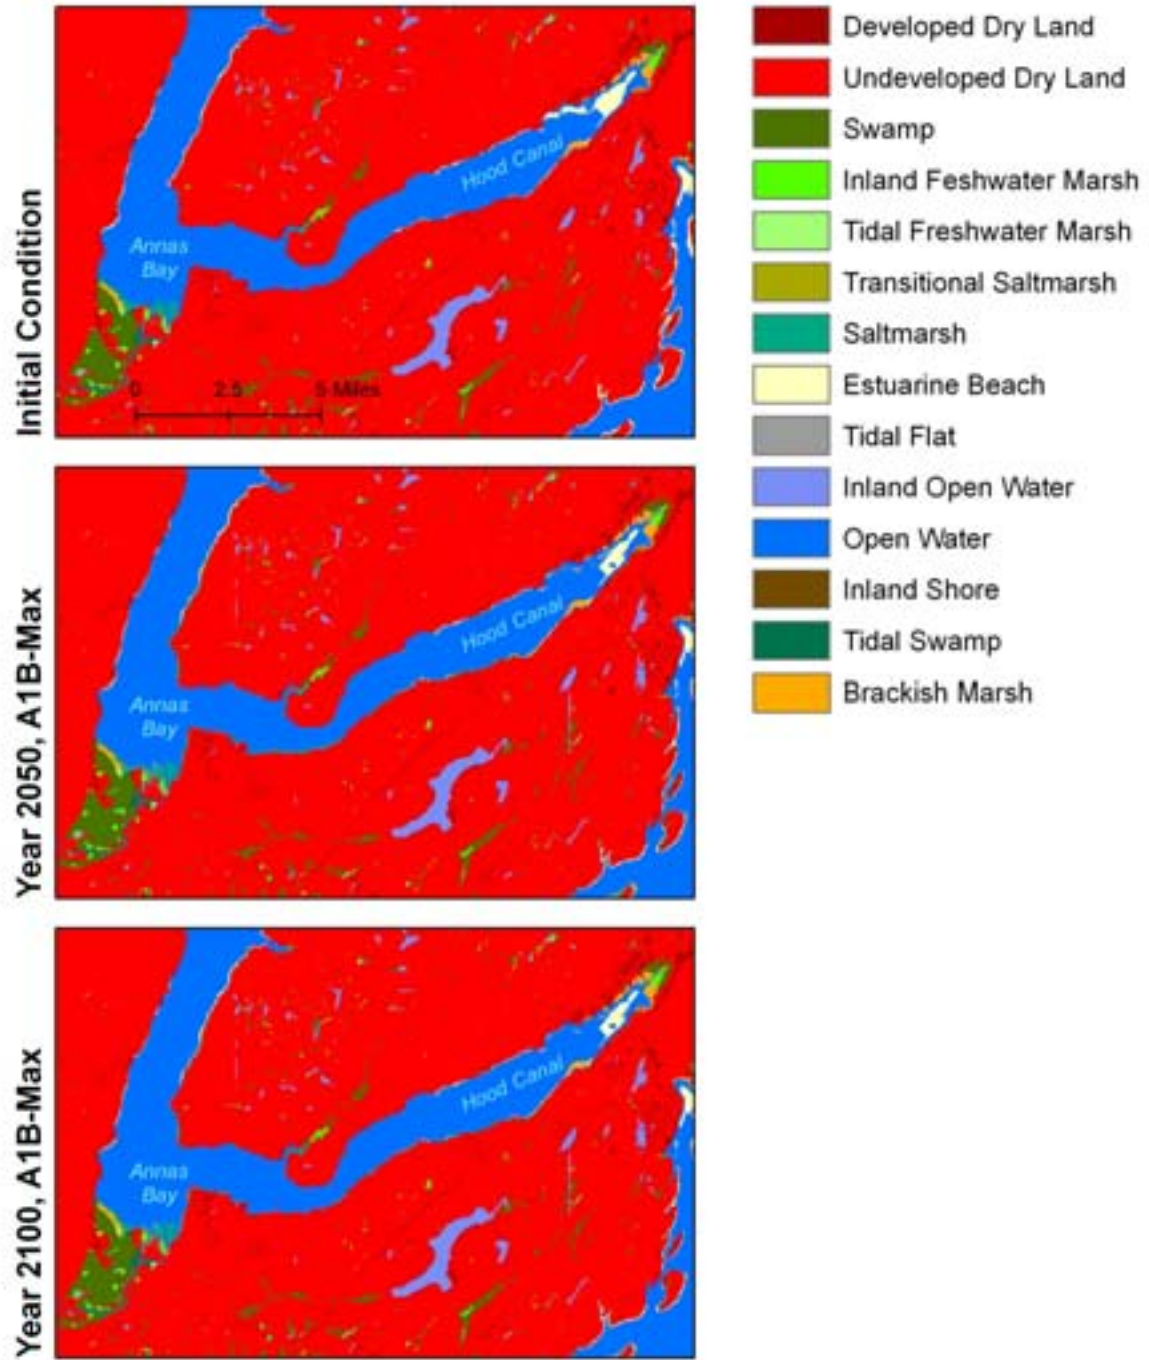 Initial Condition
Annas
Bay
Hood Canal
0 2.5 5 Miles
Year 2050, A1B-Max
Annas
Bay
Hood Canal
Year 2100, A1B-Max
Annas
Bay
Hood Canal
Developed Dry Land
Undeveloped Dry Land
Swamp
Inland Feshwater Marsh
Tidal Freshwater Marsh
Transitional Saltmarsh
Saltmarsh
Estuarine Beach
Tidal Flat
Inland Open Water
Open Water
Inland Shore
Tidal Swamp
Brackish Marsh